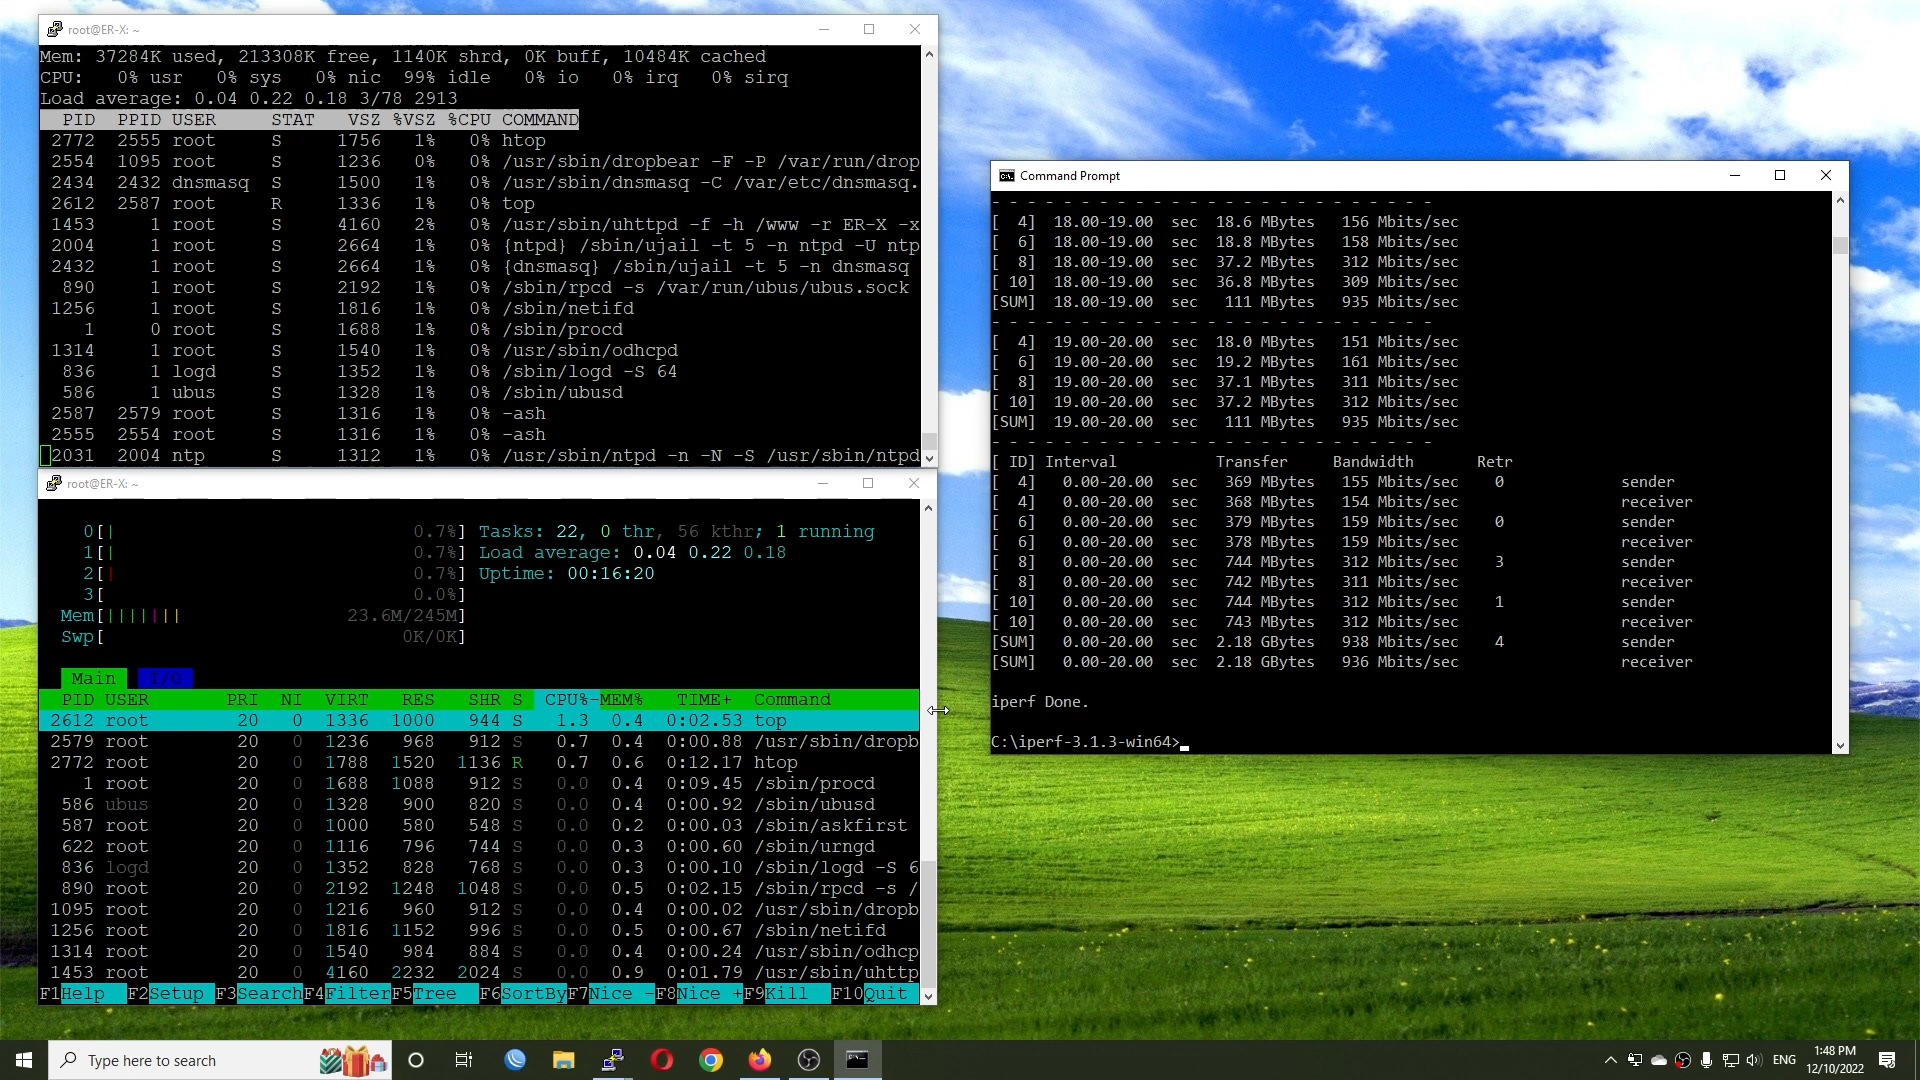 root@ER-X: ~
Mem: 37284K used, 213308K free, 1140K shrd, 0K buff, 10484K cached
CPU:   0% usr   0% sys   0% nic  99% idle   0% io   0% irq   0% sirq
Load average: 0.04 0.22 0.18 3/78 2913
PID  PPID USER     STAT   VSZ %VSZ %CPU COMMAND
2772  2555 root     S     1756   1%   0% htop
2554  1095 root     S     1236   0%   0% /usr/sbin/dropbear -F -P /var/run/drop
2434  2432 dnsmasq  S     1500   1%   0% /usr/sbin/dnsmasq -C /var/etc/dnsmasq.
2612  2587 root     R     1336   1%   0% top
1453     1 root     S     4160   2%   0% /usr/sbin/uhttpd -f -h /www -r ER-X -x
2004     1 root     S     2664   1%   0% {ntpd} /sbin/ujail -t 5 -n ntpd -U ntp
2432     1 root     S     2664   1%   0% {dnsmasq} /sbin/ujail -t 5 -n dnsmasq
890     1 root     S     2192   1%   0% /sbin/rpcd -s /var/run/ubus/ubus.sock
1256     1 root     S     1816   1%   0% /sbin/netifd
1     0 root     S     1688   1%   0% /sbin/procd
1314     1 root     S     1540   1%   0% /usr/sbin/odhcpd
836     1 logd     S     1352   1%   0% /sbin/logd -S 64
586     1 ubus     S     1328   1%   0% /sbin/ubusd
2587  2579 root     S     1316   1%   0% -ash
2555  2554 root     S     1316   1%   0% -ash
2031  2004 ntp      S     1312   1%   0% /usr/sbin/ntpd -n -N -S /usr/sbin/ntpd
root@ER-X: ~
0[| 0.7%] Tasks: 22, 0 thr, 56 kthr; 1 running
1[| 0.7%] Load average: 0.04 0.22 0.18
2[| 0.7%] Uptime: 00:16:20
3[ 0.0%]
Mem[||||||| 23.6M/245M]
Swp[ 0K/0K]
Main I/O
PID USER PRI NI VIRT RES SHR S CPU%-MEM% TIME+ Command
2612 root 20 0 1336 1000 944 S 1.3 0.4 0:02.53 top
2579 root 20 0 1236 968 912 S 0.7 0.4 0:00.88 /usr/sbin/dropb
2772 root 20 0 1788 1520 1136 R 0.7 0.6 0:12.17 htop
1 root 20 0 1688 1088 912 S 0.0 0.4 0:09.45 /sbin/procd
586 ubus 20 0 1328 900 820 S 0.0 0.4 0:00.92 /sbin/ubusd
587 root 20 0 1000 580 548 S 0.0 0.2 0:00.03 /sbin/askfirst
622 root 20 0 1116 796 744 S 0.0 0.3 0:00.60 /sbin/urngd
836 logd 20 0 1352 828 768 S 0.0 0.3 0:00.10 /sbin/logd -S 6
890 root 20 0 2192 1248 1048 S 0.0 0.5 0:02.15 /sbin/rpcd -s /
1095 root 20 0 1216 960 912 S 0.0 0.4 0:00.02 /usr/sbin/dropb
1256 root 20 0 1816 1152 996 S 0.0 0.5 0:00.67 /sbin/netifd
1314 root 20 0 1540 984 884 S 0.0 0.4 0:00.24 /usr/sbin/odhcp
1453 root 20 0 4160 2232 2024 S 0.0 0.9 0:01.79 /usr/sbin/uhttp
F1Help F2Setup F3SearchF4FilterF5Tree F6SortByF7Nice -F8Nice +F9Kill F10Quit
Command Prompt
- - - - - - - - - - - - - - - - - - - - - - - - -
[  4]  18.00-19.00  sec  18.6 MBytes   156 Mbits/sec
[  6]  18.00-19.00  sec  18.8 MBytes   158 Mbits/sec
[  8]  18.00-19.00  sec  37.2 MBytes   312 Mbits/sec
[ 10]  18.00-19.00  sec  36.8 MBytes   309 Mbits/sec
[SUM]  18.00-19.00  sec   111 MBytes   935 Mbits/sec
- - - - - - - - - - - - - - - - - - - - - - - - -
[  4]  19.00-20.00  sec  18.0 MBytes   151 Mbits/sec
[  6]  19.00-20.00  sec  19.2 MBytes   161 Mbits/sec
[  8]  19.00-20.00  sec  37.1 MBytes   311 Mbits/sec
[ 10]  19.00-20.00  sec  37.2 MBytes   312 Mbits/sec
[SUM]  19.00-20.00  sec   111 MBytes   935 Mbits/sec
- - - - - - - - - - - - - - - - - - - - - - - - -
[ ID] Interval           Transfer     Bandwidth       Retr
[  4]   0.00-20.00  sec   369 MBytes   155 Mbits/sec    0             sender
[  4]   0.00-20.00  sec   368 MBytes   154 Mbits/sec                  receiver
[  6]   0.00-20.00  sec   379 MBytes   159 Mbits/sec    0             sender
[  6]   0.00-20.00  sec   378 MBytes   159 Mbits/sec                  receiver
[  8]   0.00-20.00  sec   744 MBytes   312 Mbits/sec    3             sender
[  8]   0.00-20.00  sec   742 MBytes   311 Mbits/sec                  receiver
[ 10]   0.00-20.00  sec   744 MBytes   312 Mbits/sec    1             sender
[ 10]   0.00-20.00  sec   743 MBytes   312 Mbits/sec                  receiver
[SUM]   0.00-20.00  sec  2.18 GBytes   938 Mbits/sec    4             sender
[SUM]   0.00-20.00  sec  2.18 GBytes   936 Mbits/sec                  receiver
iperf Done.
C:\iperf-3.1.3-win64>
Type here to search
ENG
1:48 PM
12/10/2022